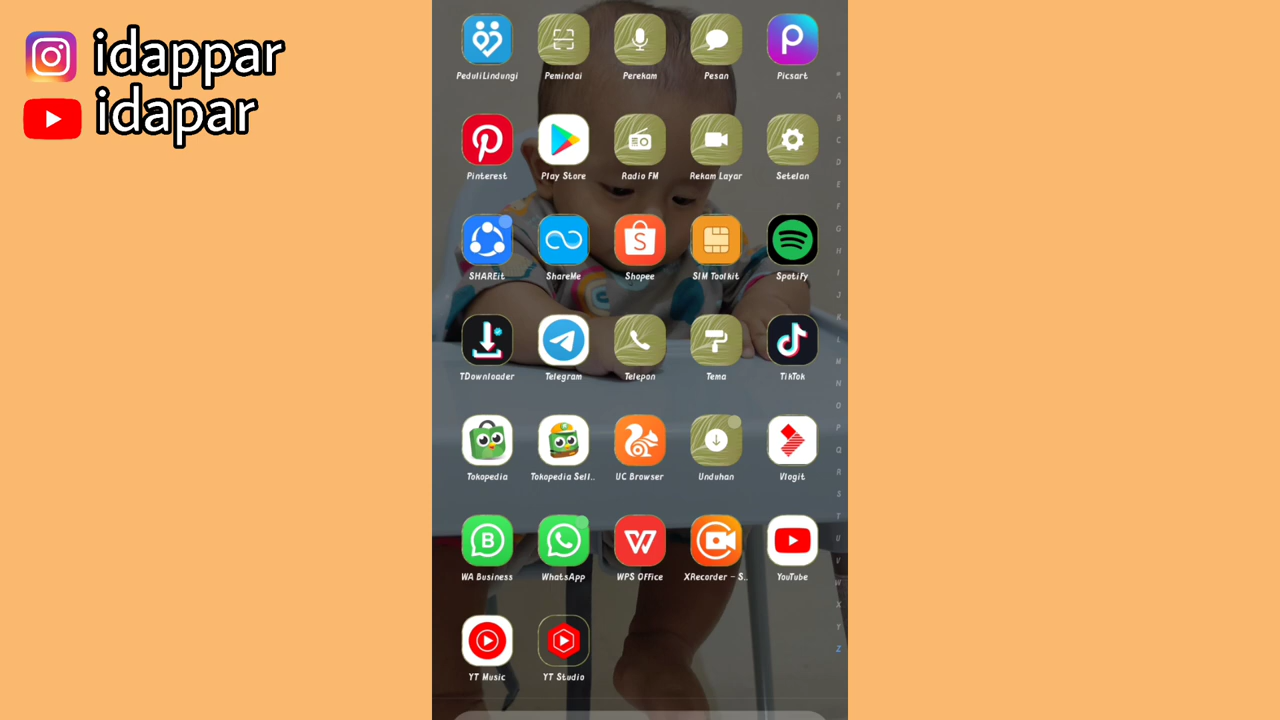 idappar
idapar
PeduliLindungi Pemindai Perekam Pesan Picsart
Pinterest Play Store Radio FM Rekam Layar Setelan
SHAREit ShareMe Shopee SIM Toolkit Spotify
TDownloader Telegram Telepon Tema TikTok
Tokopedia Tokopedia Sell.. UC Browser Unduhan Vlogit
WA Business WhatsApp WPS Office XRecorder - S.. YouTube
YT Music YT Studio
A
B
C
D
E
F
G
H
I
J
K
L
M
N
O
P
Q
R
S
T
U
V
W
X
Y
Z